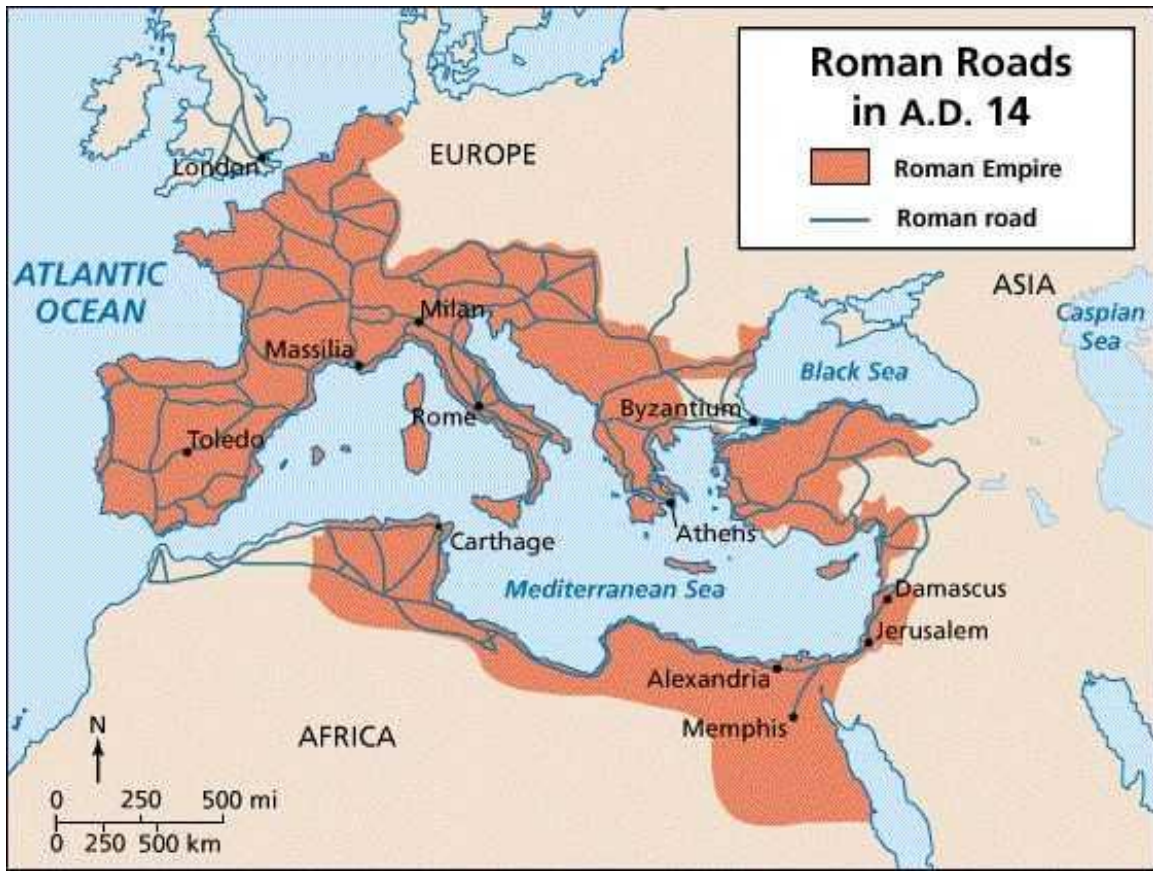 Roman Roads
in A.D. 14
Roman Empire
Roman road
London
EUROPE
ATLANTIC
OCEAN
ASIA
Caspian
Sea
Milan
Massilia
Black Sea
Rome
Byzantium
Toledo
Carthage
Athens
Mediterranean Sea
Damascus
Jerusalem
Alexandria
Memphis
AFRICA
N
0 250 500 mi
0 250 500 km